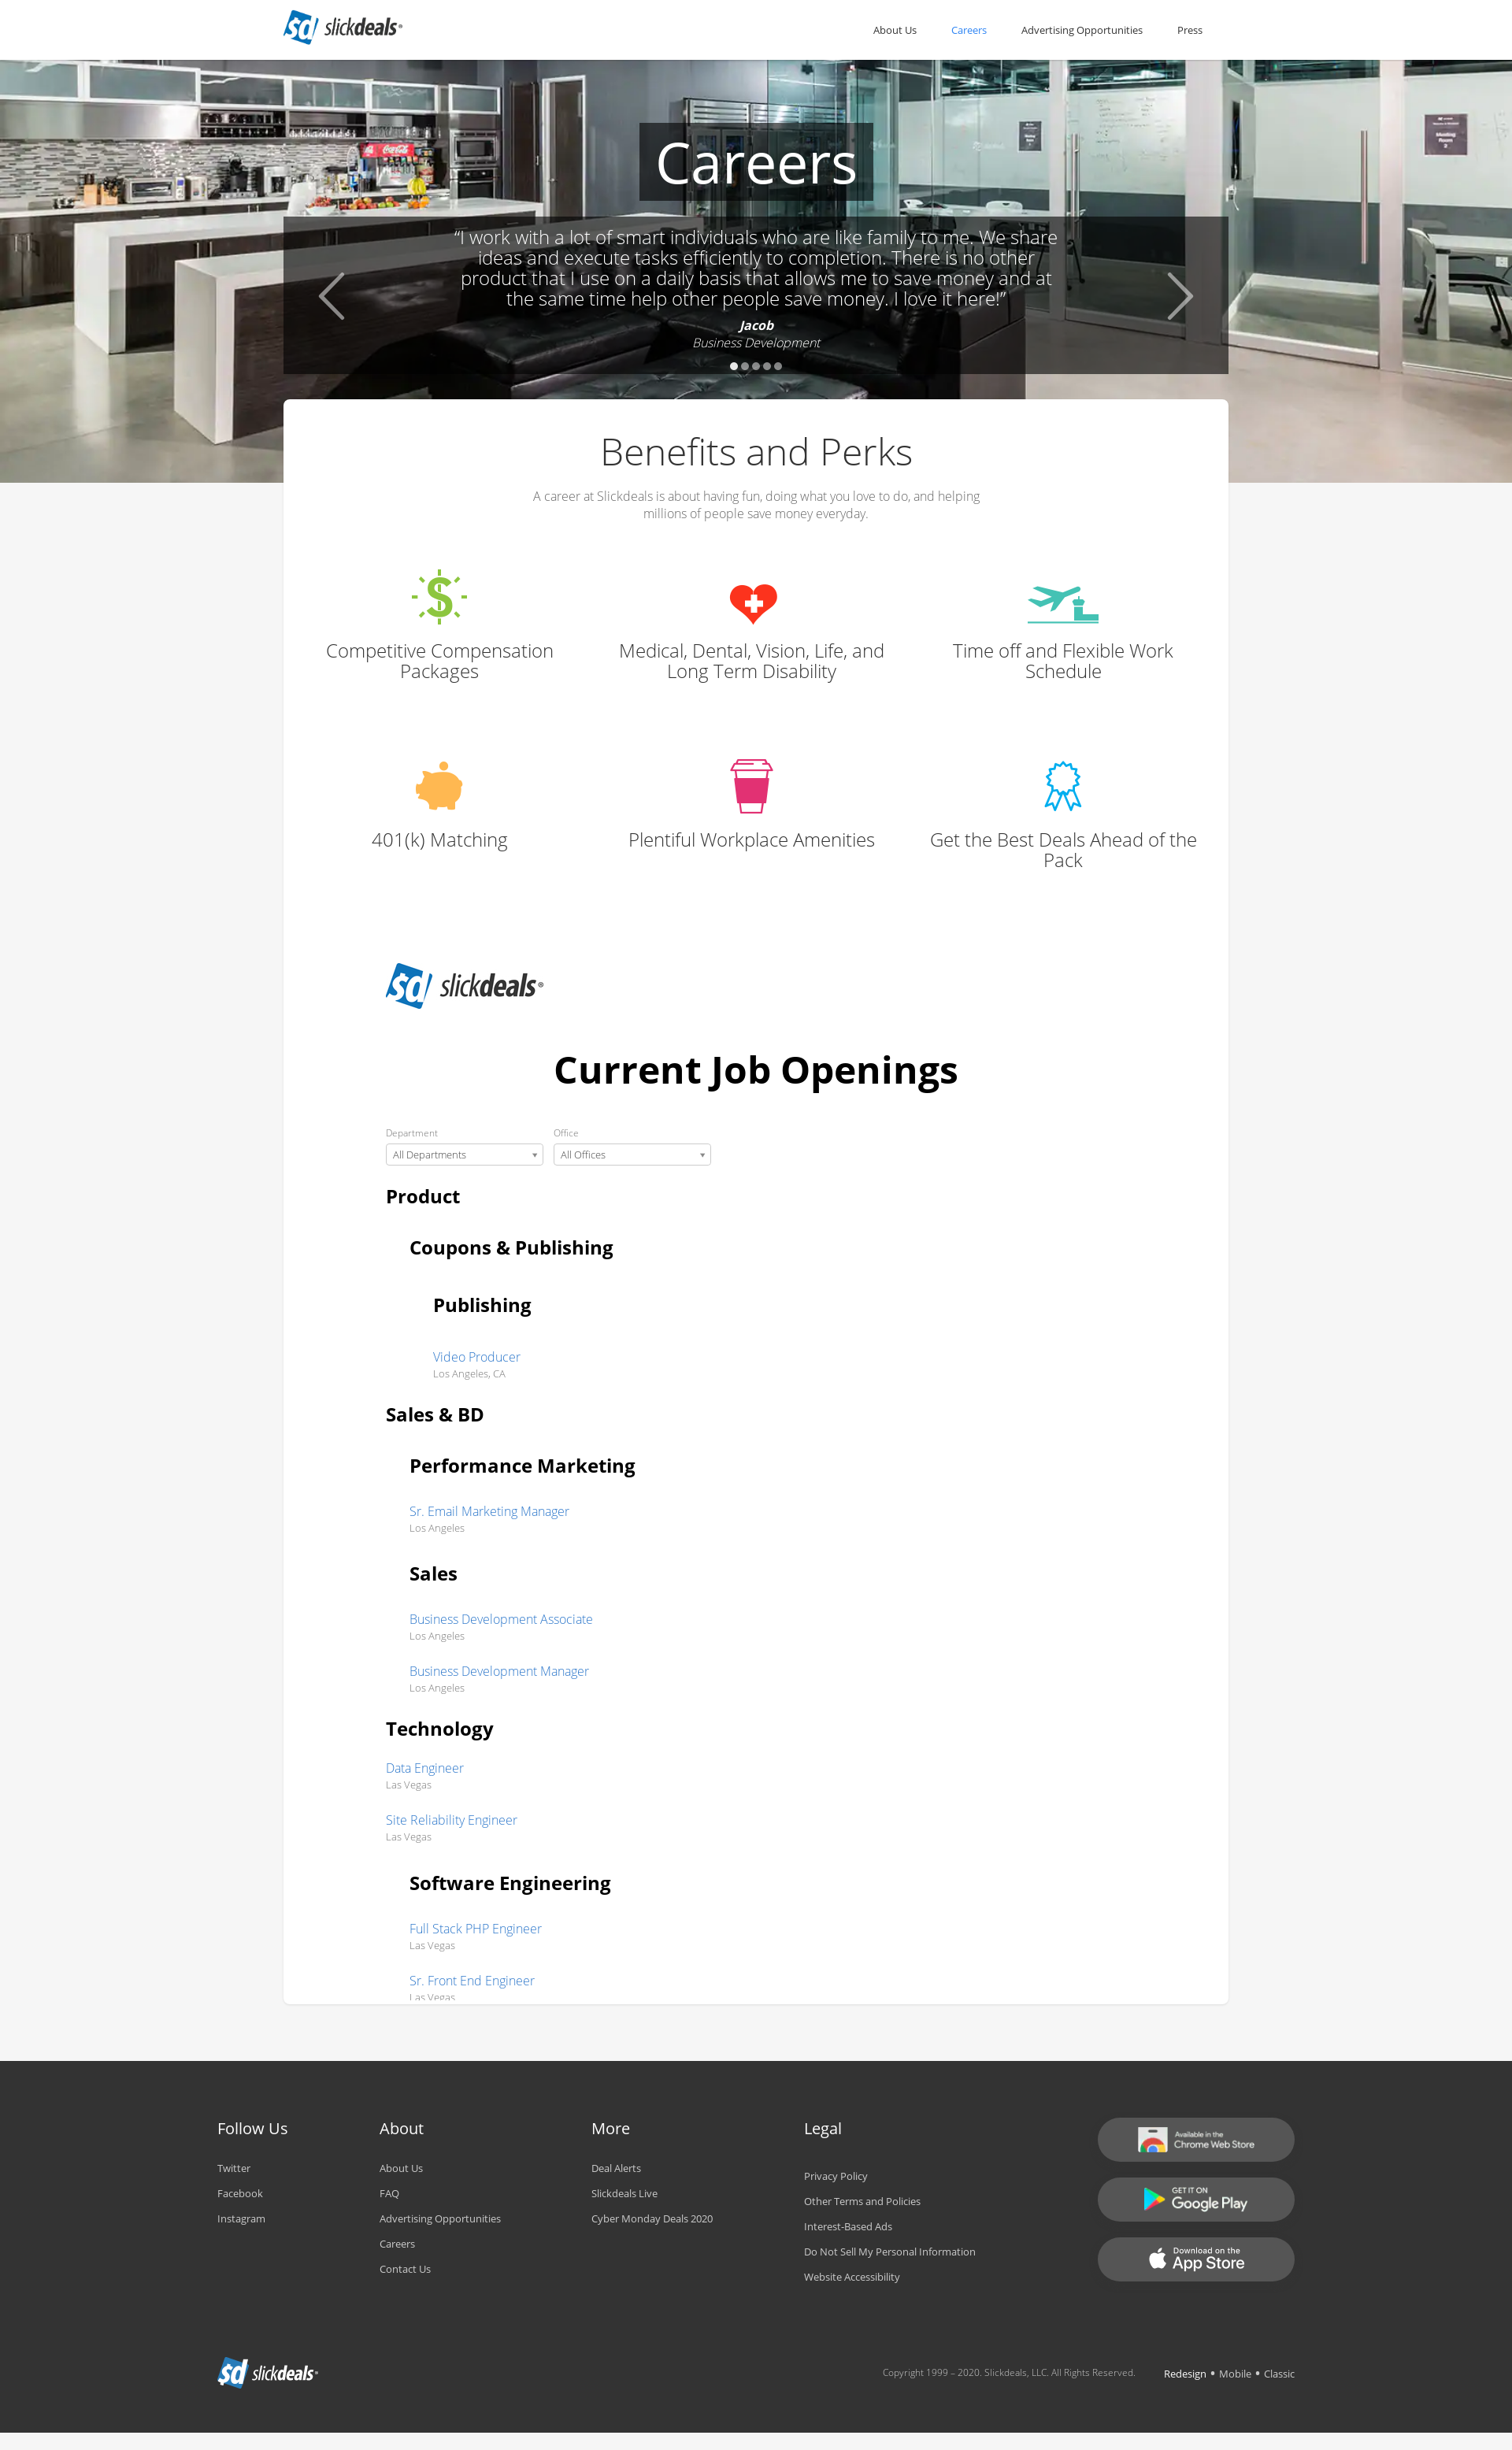 slickdeals®
About Us
Careers
Advertising Opportunities
Press
Careers
“I work with a lot of smart individuals who are like family to me. We share
ideas and execute tasks efficiently to completion. There is no other
product that I use on a daily basis that allows me to save money and at
the same time help other people save money. I love it here!”
Jacob
Business Development
Benefits and Perks
A career at Slickdeals is about having fun, doing what you love to do, and helping
millions of people save money everyday.
Competitive Compensation
Packages
Medical, Dental, Vision, Life, and
Long Term Disability
Time off and Flexible Work
Schedule
401(k) Matching
Plentiful Workplace Amenities
Get the Best Deals Ahead of the
Pack
slickdeals®
Current Job Openings
Department
Office
All Departments
All Offices
Product
Coupons & Publishing
Publishing
Video Producer
Los Angeles, CA
Sales & BD
Performance Marketing
Sr. Email Marketing Manager
Los Angeles
Sales
Business Development Associate
Los Angeles
Business Development Manager
Los Angeles
Technology
Data Engineer
Las Vegas
Site Reliability Engineer
Las Vegas
Software Engineering
Full Stack PHP Engineer
Las Vegas
Sr. Front End Engineer
Las Vegas
Follow Us
Twitter
Facebook
Instagram
About
About Us
FAQ
Advertising Opportunities
Careers
Contact Us
More
Deal Alerts
Slickdeals Live
Cyber Monday Deals 2020
Legal
Privacy Policy
Other Terms and Policies
Interest-Based Ads
Do Not Sell My Personal Information
Website Accessibility
Available in the
Chrome Web Store
GET IT ON
Google Play
Download on the
App Store
slickdeals
Copyright 1999 – 2020. Slickdeals, LLC. All Rights Reserved.
Redesign • Mobile • Classic